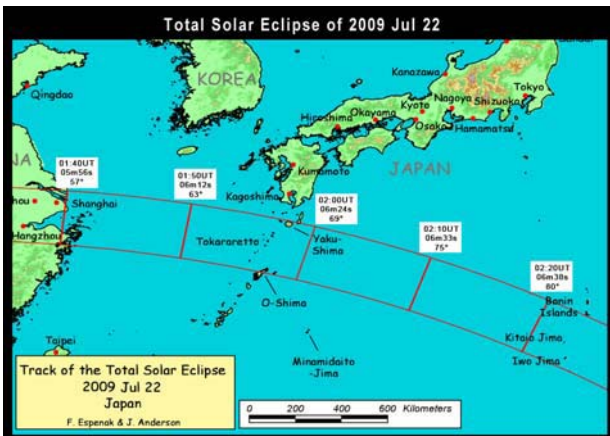 Total Solar Eclipse of 2009 Jul 22
KOREA
Kanazawa
Tokyo
Qingdao
Nagoya
Shizuoka
Kyoto
Okayama
Hiroshima
Osaka
Hamamatsu
NA
01:40UT
05m56s
57°
01:50UT
06m12s
63°
JAPAN
Kumamoto
Kagoshima
02:00UT
06m24s
69°
hou
Shanghai
02:10UT
06m33s
75°
Hangzhou
Tokararetto
Yaku-
Shima
02:20UT
06m38s
80°
O-Shima
Bonin
Islands
Kitaio Jima,
Iwo Jima
Taipei
Minamidaito
-Jima
Track of the Total Solar Eclipse
2009 Jul 22
Japan
F. Espenak & J. Anderson
0 200 400 600 Kilometers